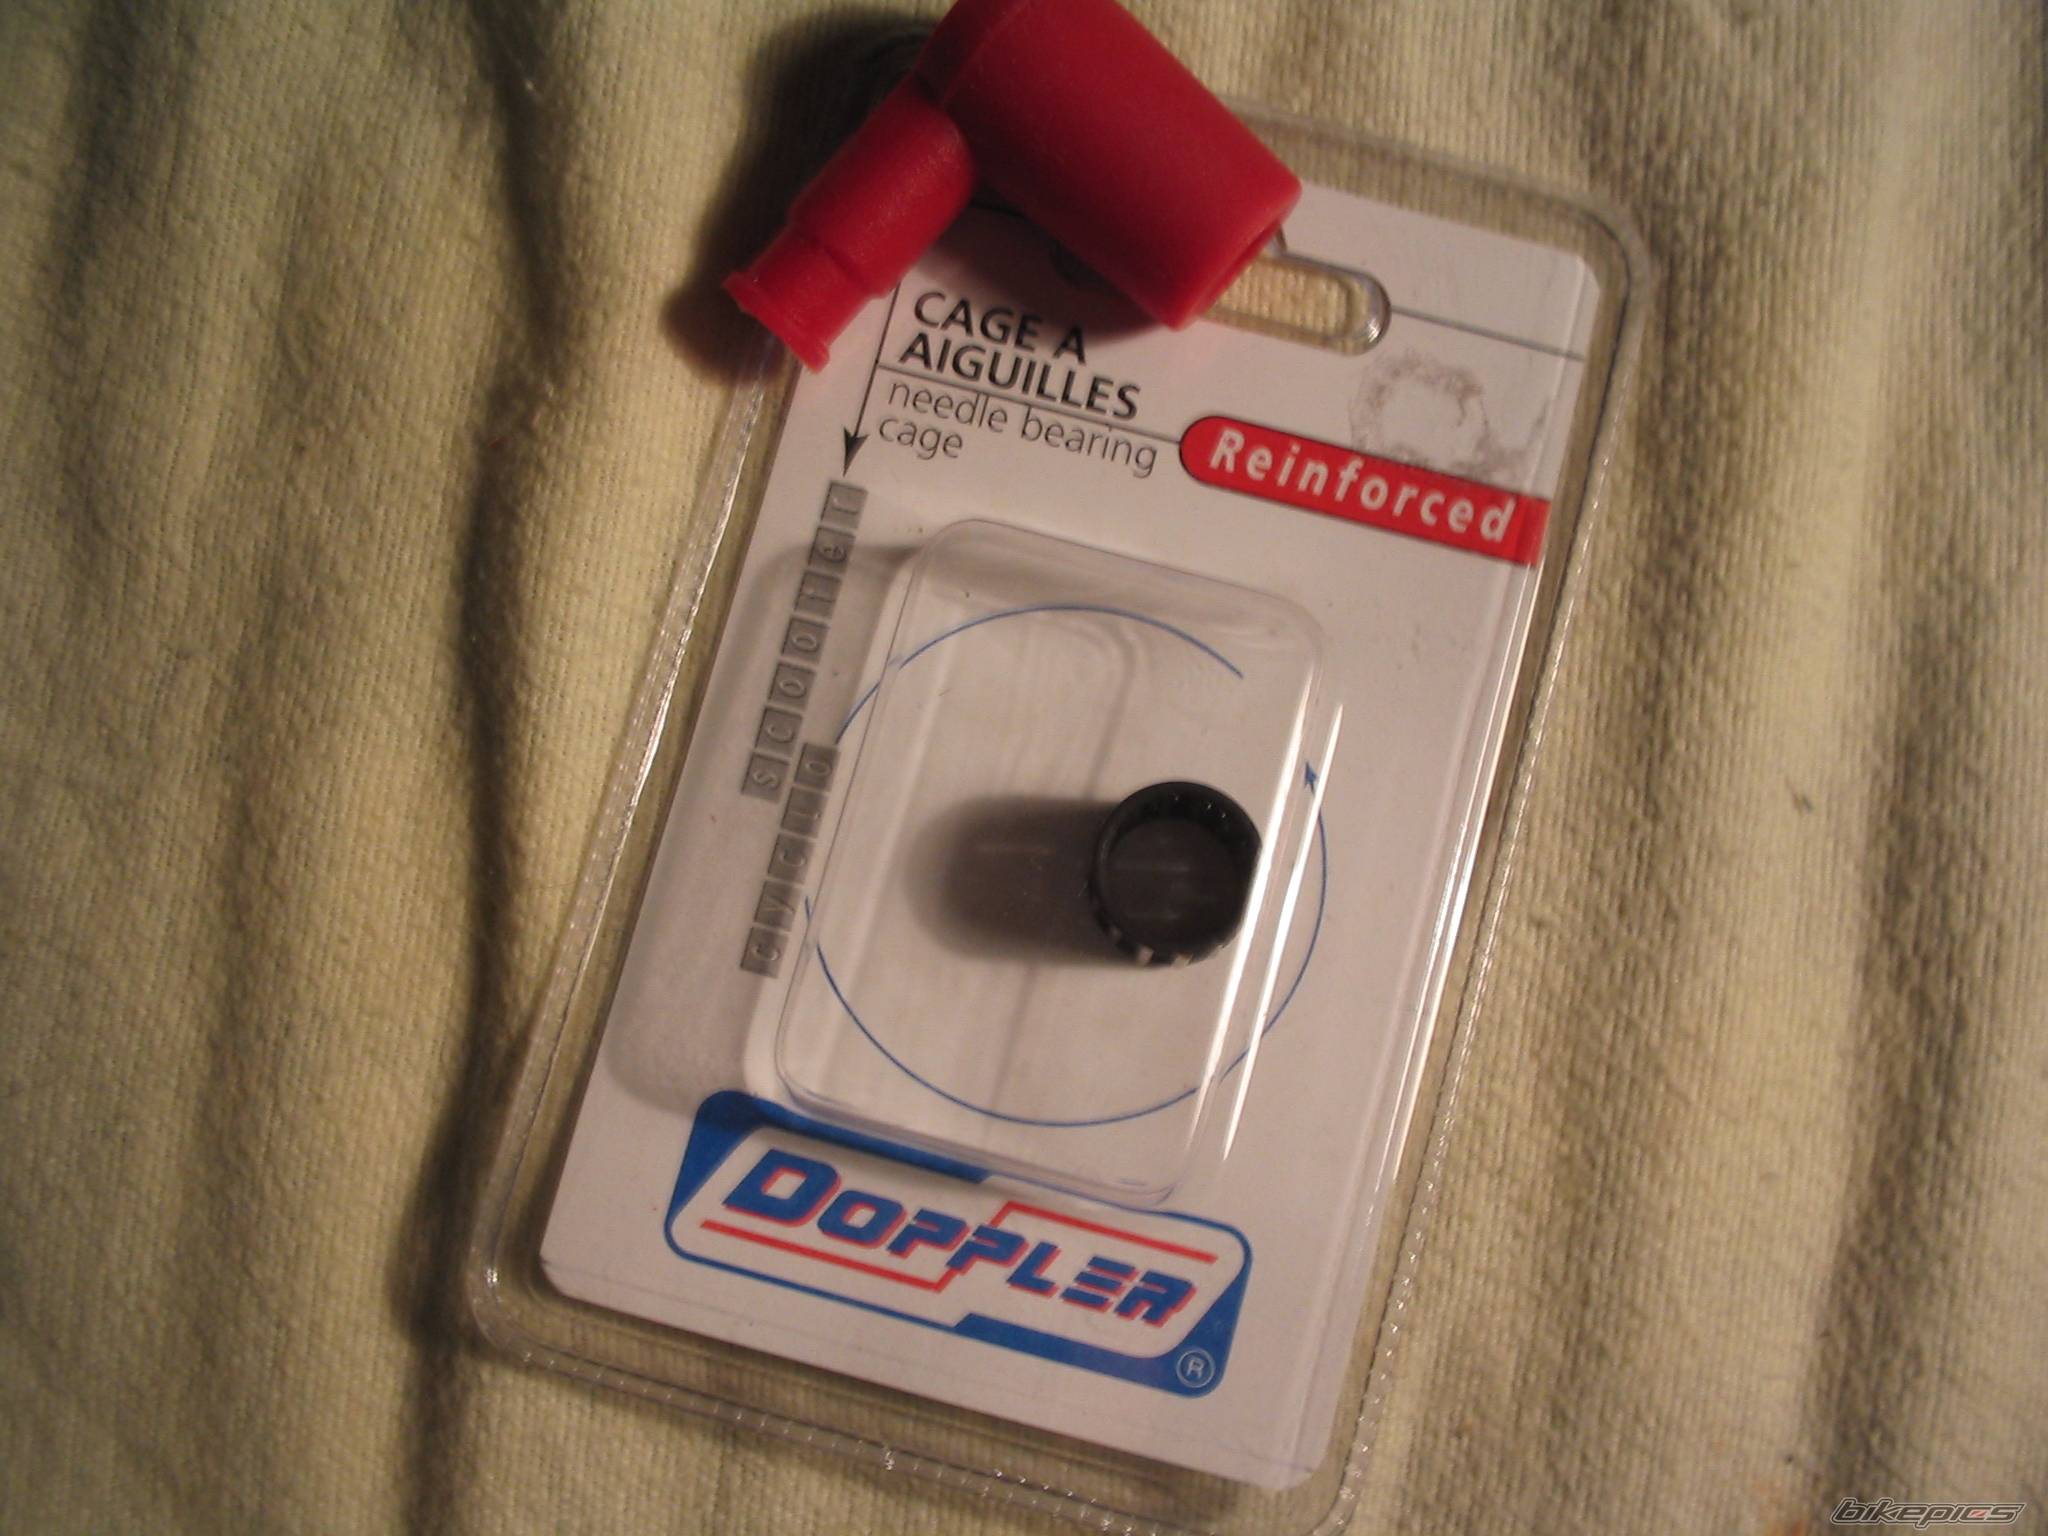 CAGE A
AIGUILLES
needle bearing
cage
Reinforced
SCOOTER
CYCLO
DOPPLER
®
bikepics